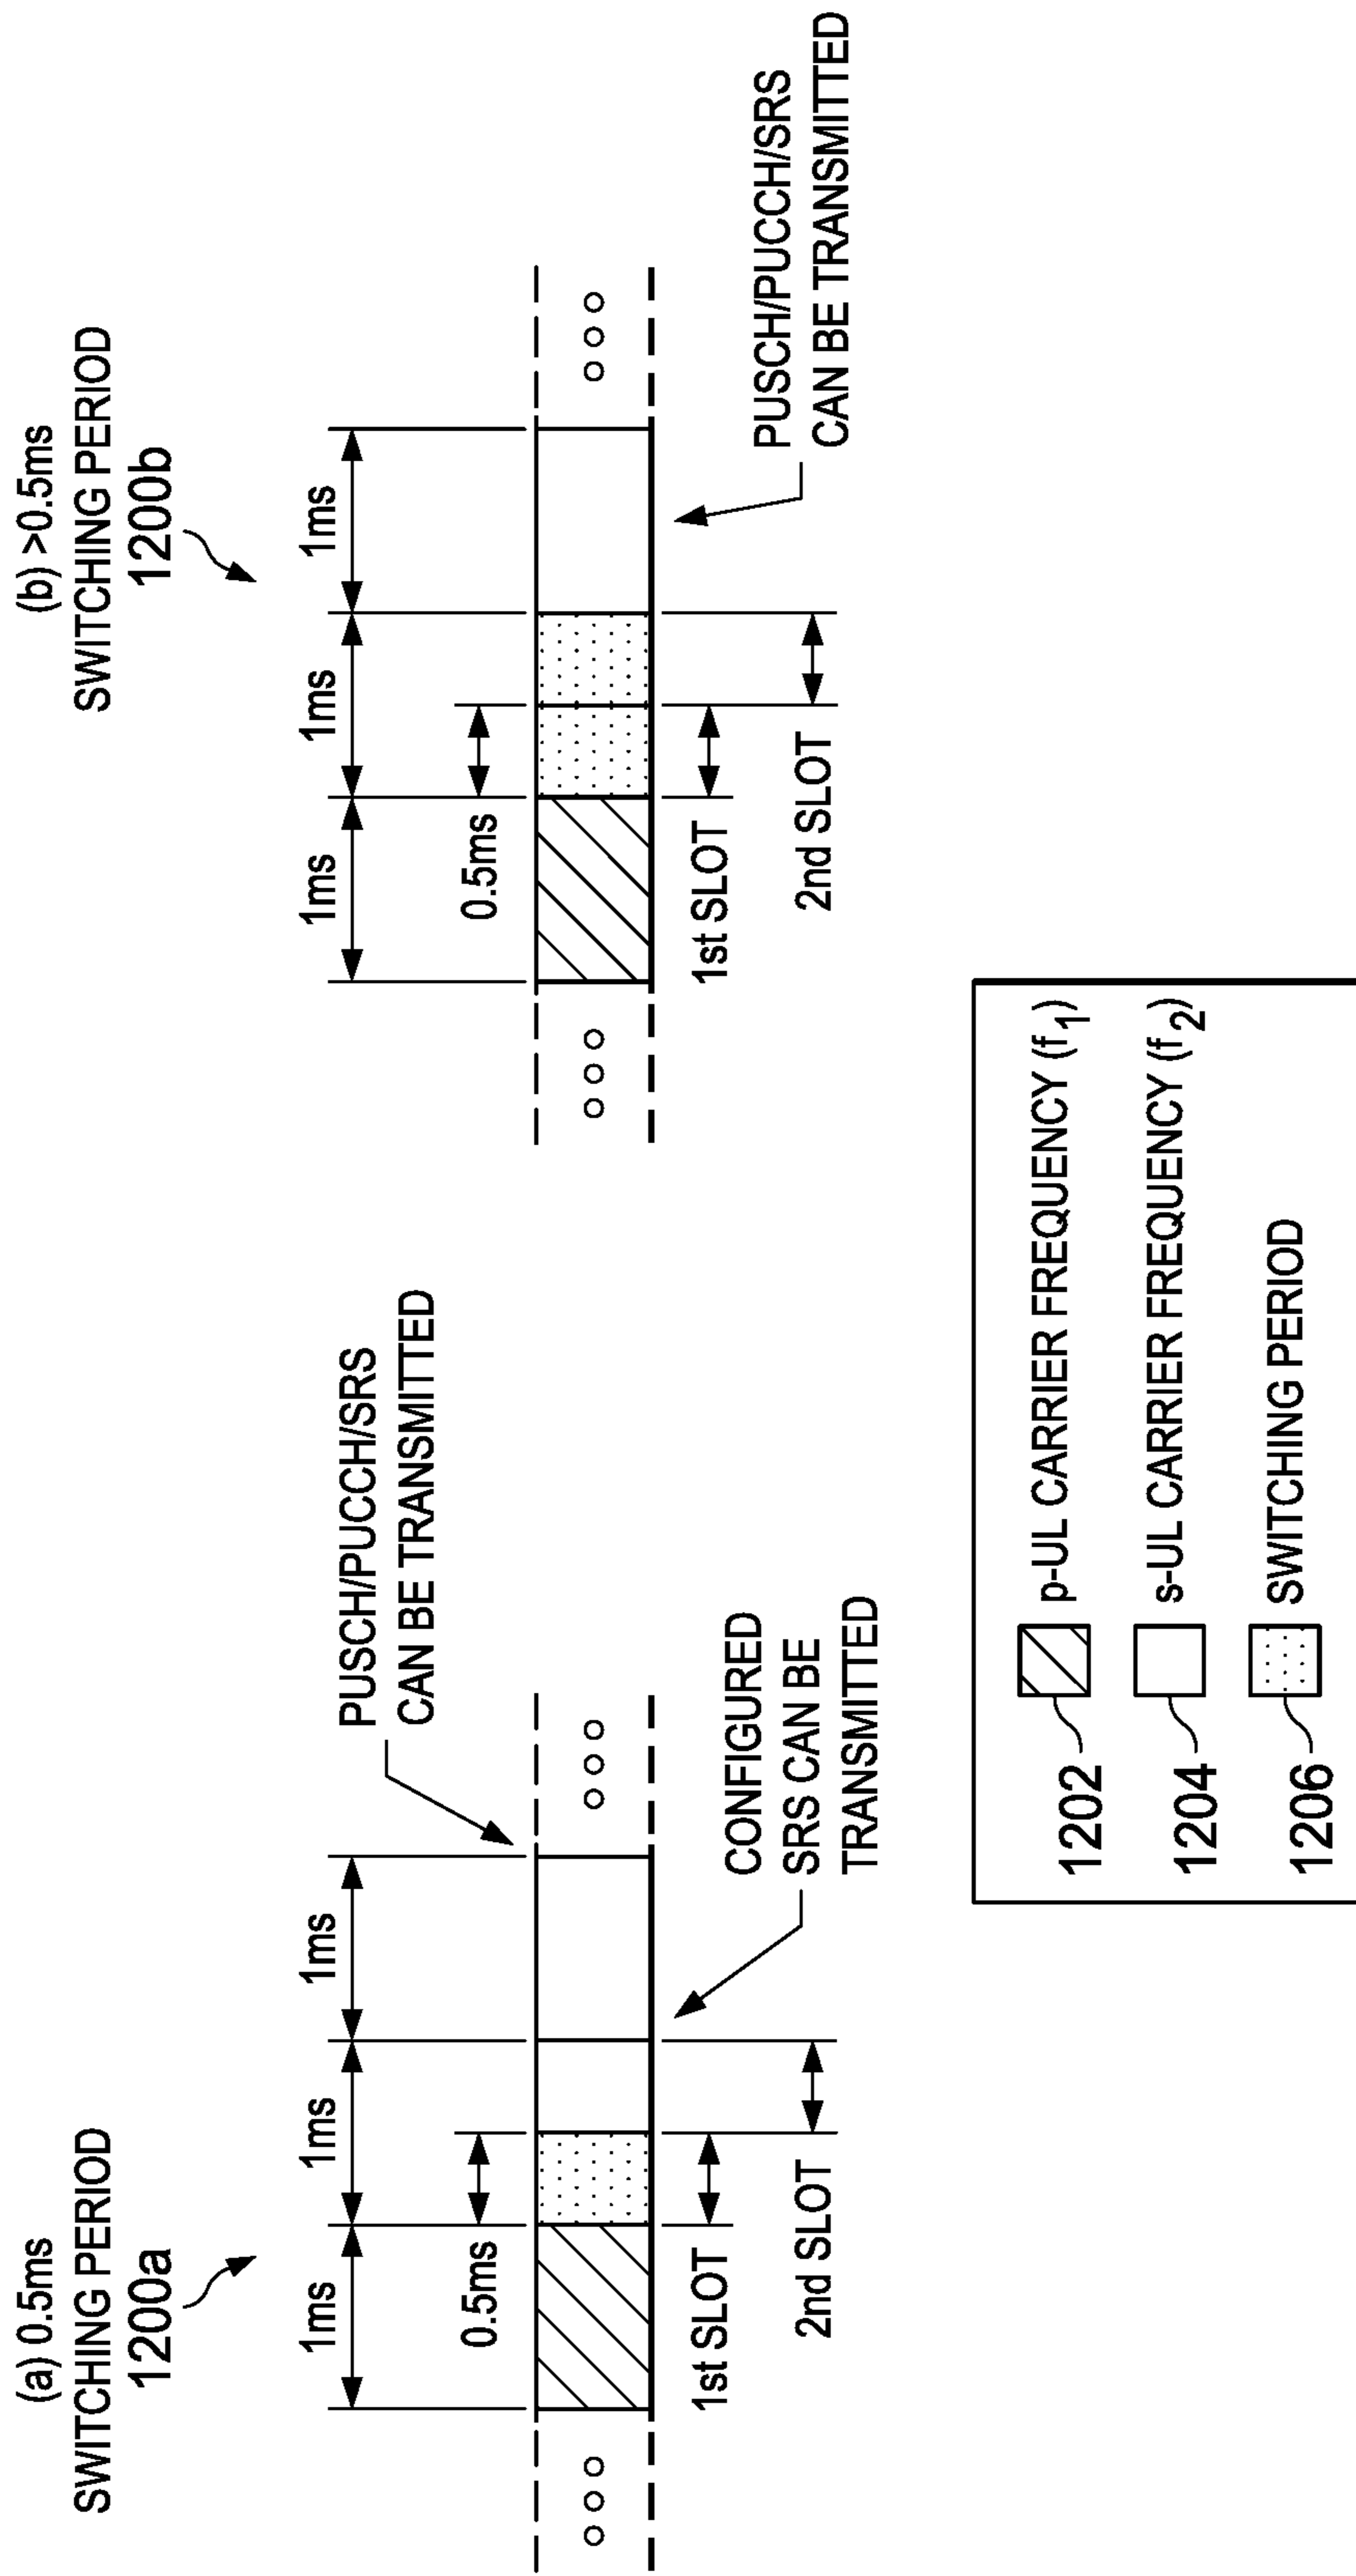 (a) 0.5ms
SWITCHING PERIOD
1200a
1ms
1ms
1ms
0.5ms
1st SLOT
2nd SLOT
PUSCH/PUCCH/SRS
CAN BE TRANSMITTED
CONFIGURED
SRS CAN BE
TRANSMITTED
(b) >0.5ms
SWITCHING PERIOD
1200b
1ms
1ms
1ms
0.5ms
1st SLOT
2nd SLOT
PUSCH/PUCCH/SRS
CAN BE TRANSMITTED
1202 p-UL CARRIER FREQUENCY (f1)
1204 s-UL CARRIER FREQUENCY (f2)
1206 SWITCHING PERIOD